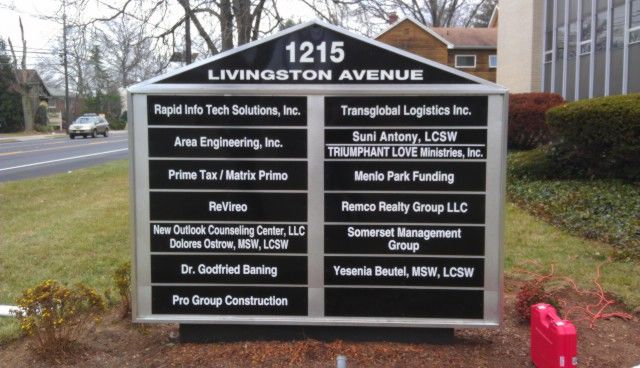 1215
LIVINGSTON AVENUE
Rapid Info Tech Solutions, Inc.
Area Engineering, Inc.
Prime Tax / Matrix Primo
ReVireo
New Outlook Counseling Center, LLC
Dolores Ostrow, MSW, LCSW
Dr. Godfried Baning
Pro Group Construction
Transglobal Logistics Inc.
Suni Antony, LCSW
TRIUMPHANT LOVE Ministries, Inc.
Menlo Park Funding
Remco Realty Group LLC
Somerset Management
Group
Yesenia Beutel, MSW, LCSW